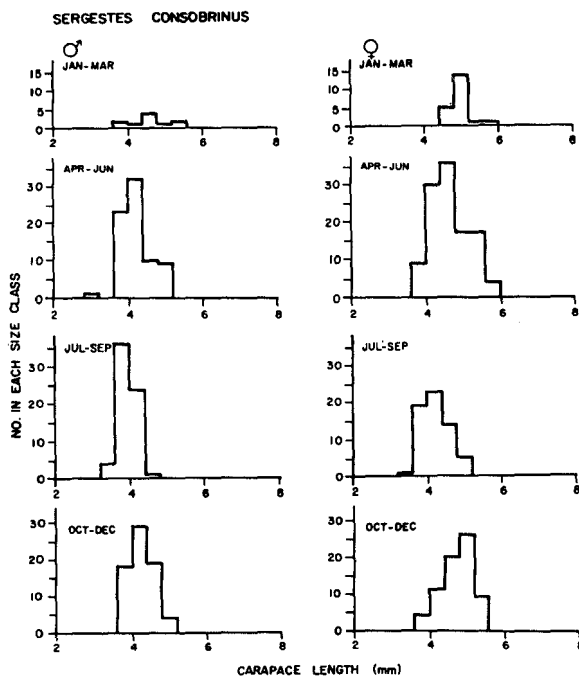 SERGESTES CONSOBRINUS
♂ JAN-MAR
15
10
5
0
2 4 6 8
♀ JAN-MAR
15
10
5
0
2 4 6 8
APR-JUN
30
20
10
0
2 4 6 8
APR-JUN
30
20
10
0
2 4 6 8
JUL-SEP
30
20
10
0
2 4 6 8
JUL-SEP
30
20
10
0
2 4 6 8
OCT-DEC
30
20
10
0
2 4 6 8
OCT-DEC
30
20
10
0
2 4 6 8
NO. IN EACH SIZE CLASS
CARAPACE LENGTH (mm)